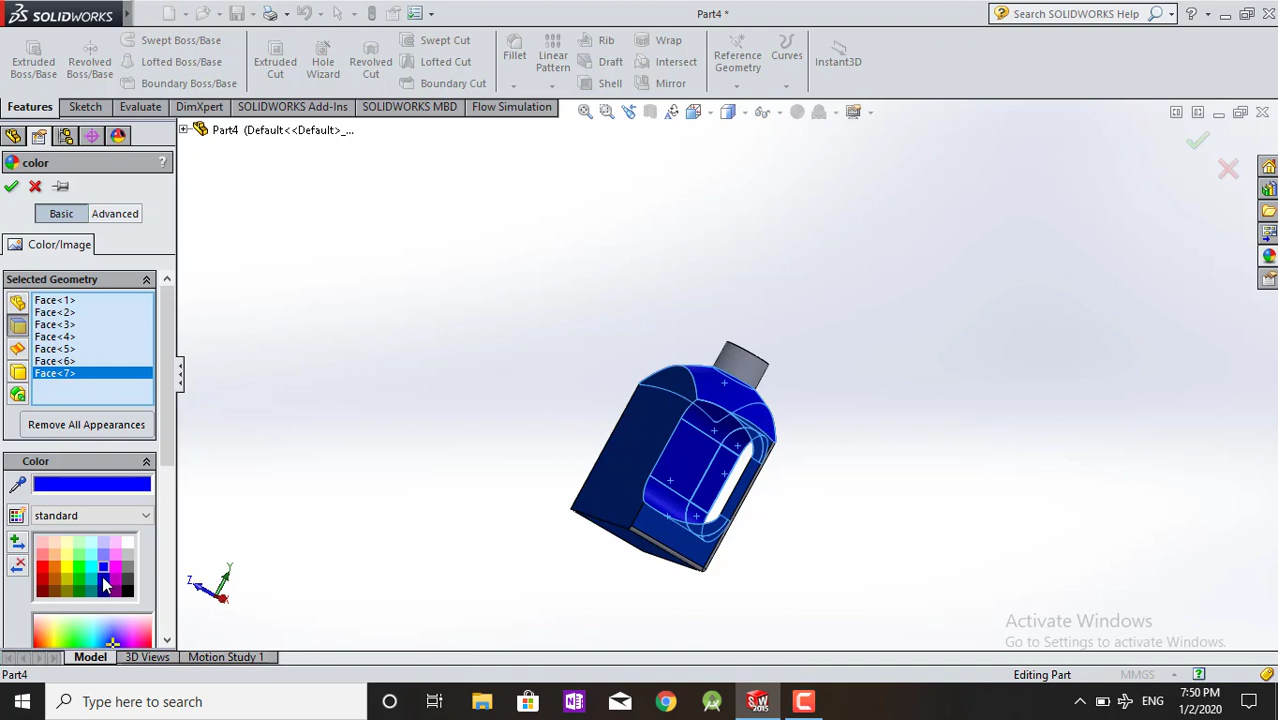 SOLIDWORKS
Part4 *
Search SOLIDWORKS Help
Extruded Boss/Base
Revolved Boss/Base
Swept Boss/Base
Lofted Boss/Base
Boundary Boss/Base
Extruded Cut
Hole Wizard
Revolved Cut
Swept Cut
Lofted Cut
Boundary Cut
Fillet
Linear Pattern
Rib
Draft
Shell
Wrap
Intersect
Mirror
Reference Geometry
Curves
Instant3D
Features
Sketch
Evaluate
DimXpert
SOLIDWORKS Add-Ins
SOLIDWORKS MBD
Flow Simulation
Part4 (Default<<Default>_...
color
?
Basic
Advanced
Color/Image
Selected Geometry
Face<1>
Face<2>
Face<3>
Face<4>
Face<5>
Face<6>
Face<7>
Remove All Appearances
Color
standard
Y
Z
X
Activate Windows
Go to Settings to activate Windows.
Model
3D Views
Motion Study 1
Part4
Editing Part
MMGS
?
Type here to search
SW
2015
ENG
7:50 PM
1/2/2020